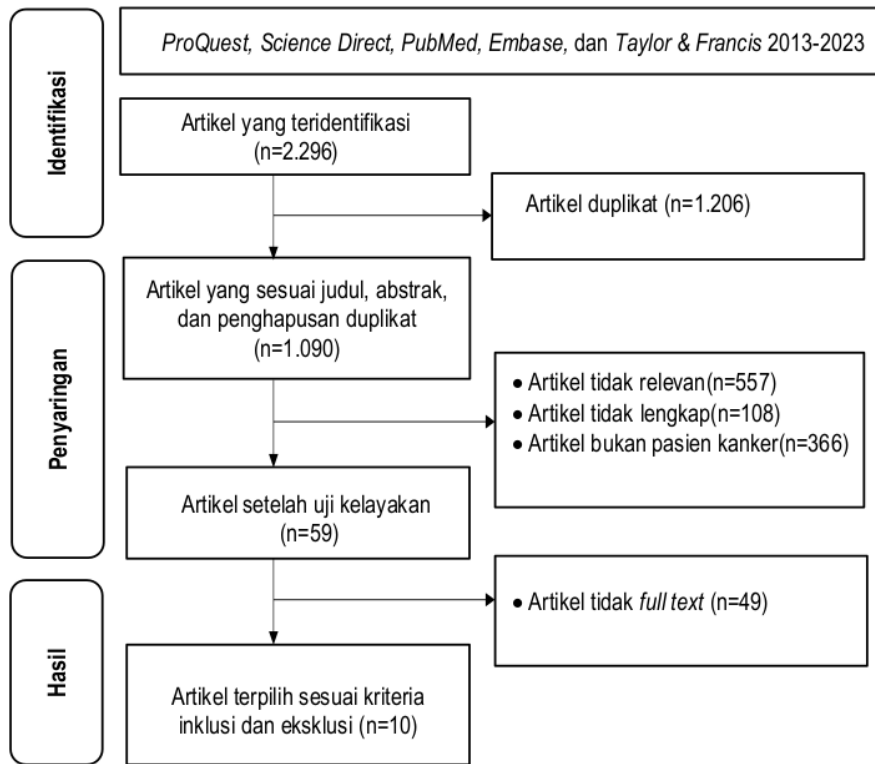 ProQuest, Science Direct, PubMed, Embase, dan Taylor & Francis 2013-2023
Identifikasi
Artikel yang teridentifikasi
(n=2.296)
Artikel duplikat (n=1.206)
Penyaringan
Artikel yang sesuai judul, abstrak,
dan penghapusan duplikat
(n=1.090)
• Artikel tidak relevan(n=557)
• Artikel tidak lengkap(n=108)
• Artikel bukan pasien kanker(n=366)
Artikel setelah uji kelayakan
(n=59)
Hasil
• Artikel tidak full text (n=49)
Artikel terpilih sesuai kriteria
inklusi dan eksklusi (n=10)